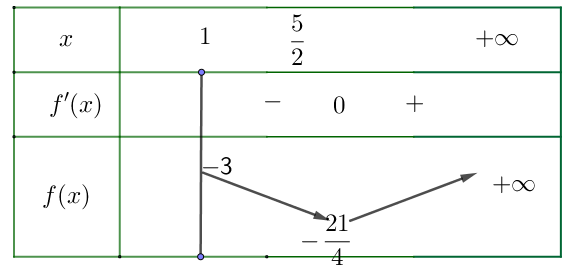 x 1 5/2 +∞
f′(x) − 0 +
f(x) −3 −21/4 +∞